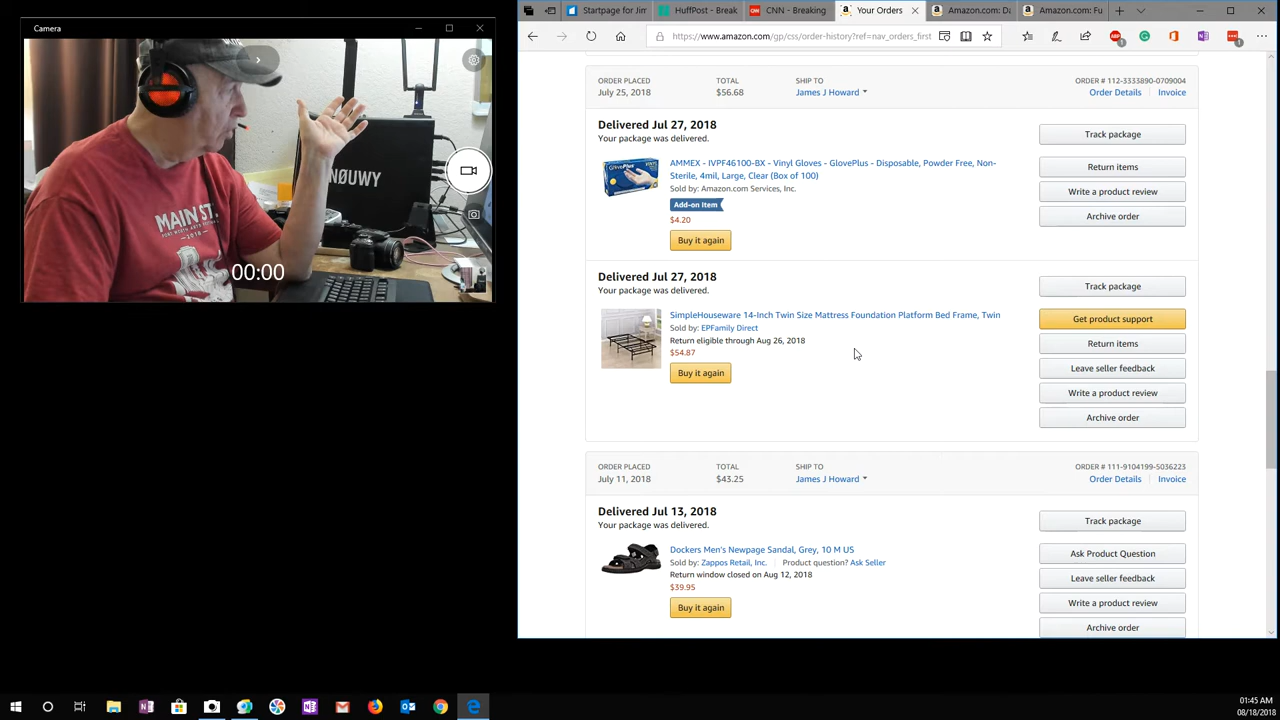 Camera
Startpage for Jim
HuffPost - Break
CNN - Breaking
Your Orders
Amazon.com: Da
Amazon.com: Fu
https://www.amazon.com/gp/css/order-history?ref=nav_orders_first
NØUWY
MAIN ST.
FORT WORTH ARTS FESTIVAL
2018
00:00
ORDER PLACED
July 25, 2018
TOTAL
$56.68
SHIP TO
James J Howard
ORDER # 112-3333890-0709004
Order Details
Invoice
Delivered Jul 27, 2018
Your package was delivered.
AMMEX - IVPF46100-BX - Vinyl Gloves - GlovePlus - Disposable, Powder Free, Non-
Sterile, 4mil, Large, Clear (Box of 100)
Sold by: Amazon.com Services, Inc.
Add-on Item
$4.20
Buy it again
Track package
Return items
Write a product review
Archive order
Delivered Jul 27, 2018
Your package was delivered.
SimpleHouseware 14-Inch Twin Size Mattress Foundation Platform Bed Frame, Twin
Sold by: EPFamily Direct
Return eligible through Aug 26, 2018
$54.87
Buy it again
Track package
Get product support
Return items
Leave seller feedback
Write a product review
Archive order
ORDER PLACED
July 11, 2018
TOTAL
$43.25
SHIP TO
James J Howard
ORDER # 111-9104199-5036223
Order Details
Invoice
Delivered Jul 13, 2018
Your package was delivered.
Dockers Men's Newpage Sandal, Grey, 10 M US
Sold by: Zappos Retail, Inc.
Product question? Ask Seller
Return window closed on Aug 12, 2018
$39.95
Buy it again
Track package
Ask Product Question
Leave seller feedback
Write a product review
Archive order
01:45 AM
08/18/2018